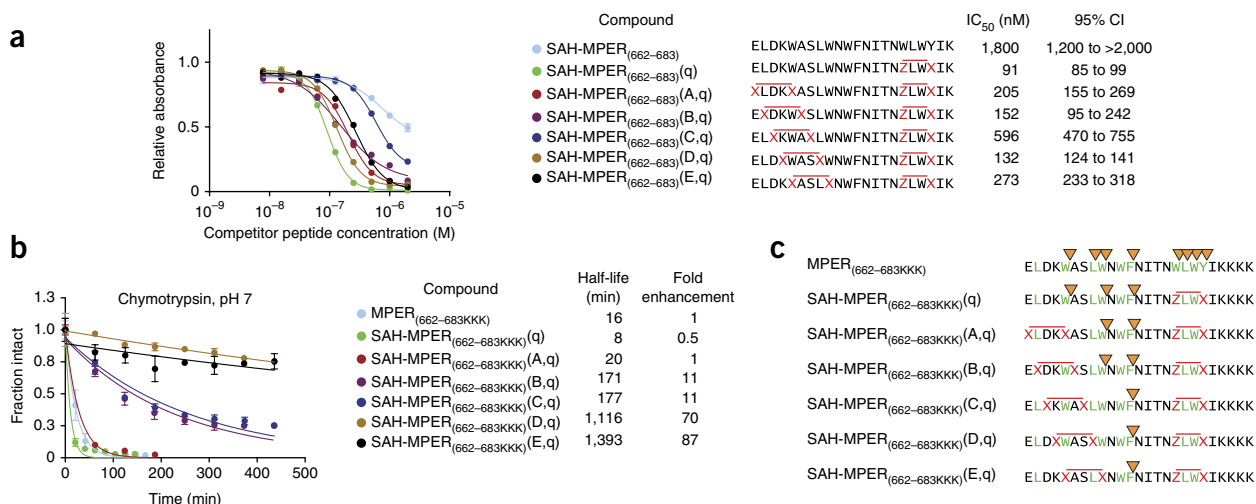 a
Relative absorbance
1.0
0.5
0
10⁻⁹ 10⁻⁸ 10⁻⁷ 10⁻⁶ 10⁻⁵
Competitor peptide concentration (M)
Compound IC₅₀ (nM) 95% CI
SAH-MPER(662–683) ELDKWASLWNWFNITNWLWYIK 1,800 1,200 to >2,000
SAH-MPER(662–683)(q) ELDKWASLWNWFNITNZLWXIK 91 85 to 99
SAH-MPER(662–683)(A,q) XLDKXASLWNWFNITNZLWXIK 205 155 to 269
SAH-MPER(662–683)(B,q) EXDKWXSLWNWFNITNZLWXIK 152 95 to 242
SAH-MPER(662–683)(C,q) ELXKWAXLWNWFNITNZLWXIK 596 470 to 755
SAH-MPER(662–683)(D,q) ELDXWASXWNWFNITNZLWXIK 132 124 to 141
SAH-MPER(662–683)(E,q) ELDKXASLXNWFNITNZLWXIK 273 233 to 318
b
Chymotrypsin, pH 7
Fraction intact
1.3
1.0
0.8
0.5
0.3
0
0 100 200 300 400 500
Time (min)
Compound Half-life (min) Fold enhancement
MPER(662–683KKK) 16 1
SAH-MPER(662–683KKK)(q) 8 0.5
SAH-MPER(662–683KKK)(A,q) 20 1
SAH-MPER(662–683KKK)(B,q) 171 11
SAH-MPER(662–683KKK)(C,q) 177 11
SAH-MPER(662–683KKK)(D,q) 1,116 70
SAH-MPER(662–683KKK)(E,q) 1,393 87
c
MPER(662–683KKK) ELDKWASLWNWFNITNWLWYIKKKK
SAH-MPER(662–683KKK)(q) ELDKWASLWNWFNITNZLWXIKKKK
SAH-MPER(662–683KKK)(A,q) XLDKXASLWNWFNITNZLWXIKKKK
SAH-MPER(662–683KKK)(B,q) EXDKWXSLWNWFNITNZLWXIKKKK
SAH-MPER(662–683KKK)(C,q) ELXKWAXLWNWFNITNZLWXIKKKK
SAH-MPER(662–683KKK)(D,q) ELDXWASXWNWFNITNZLWXIKKKK
SAH-MPER(662–683KKK)(E,q) ELDKXASLXNWFNITNZLWXIKKKK